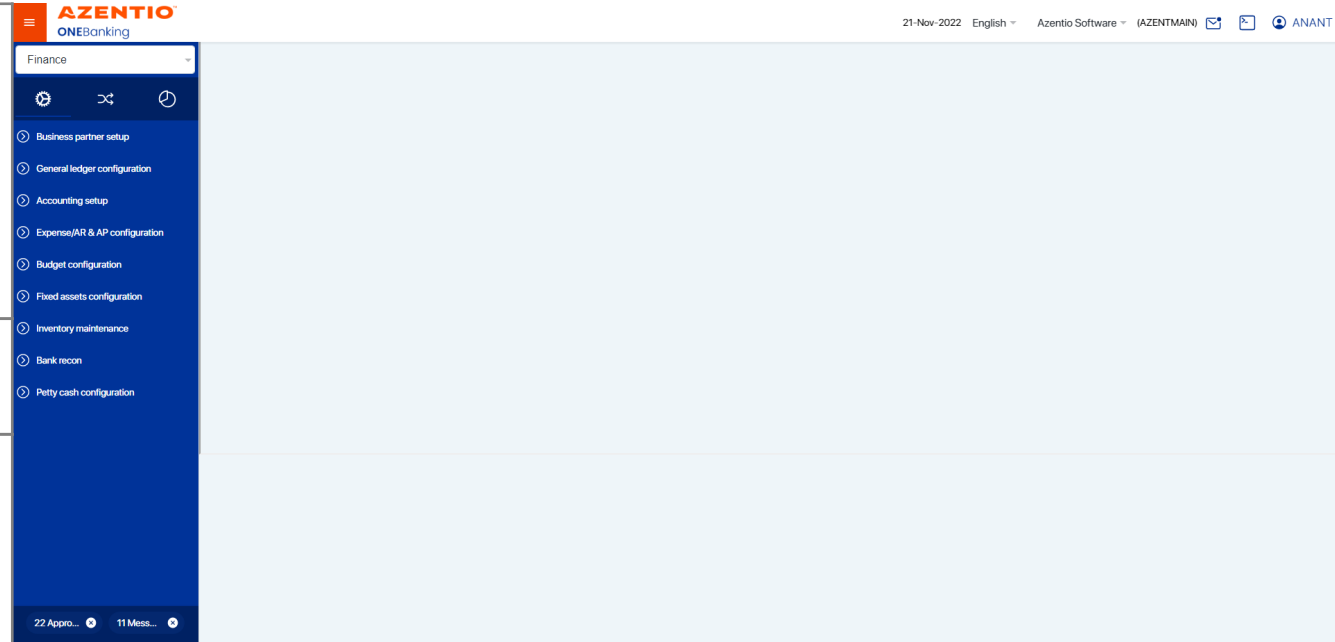 AZENTIO
ONEBanking
21-Nov-2022 English Azentio Software (AZENTMAIN) ANANT
Finance
Business partner setup
General ledger configuration
Accounting setup
Expense/AR & AP configuration
Budget configuration
Fixed assets configuration
Inventory maintenance
Bank recon
Petty cash configuration
22 Appro... 11 Mess...